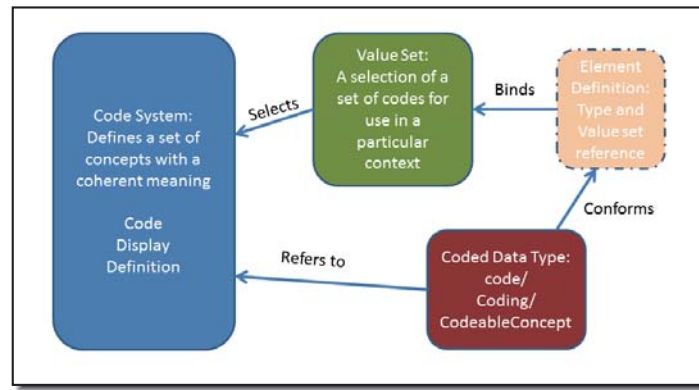 Code System:
Defines a set of
concepts with a
coherent meaning
Code
Display
Definition
Selects
Value Set:
A selection of a
set of codes for
use in a
particular
context
Binds
Element
Definition:
Type and
Value set
reference
Conforms
Refers to
Coded Data Type:
code/
Coding/
CodeableConcept